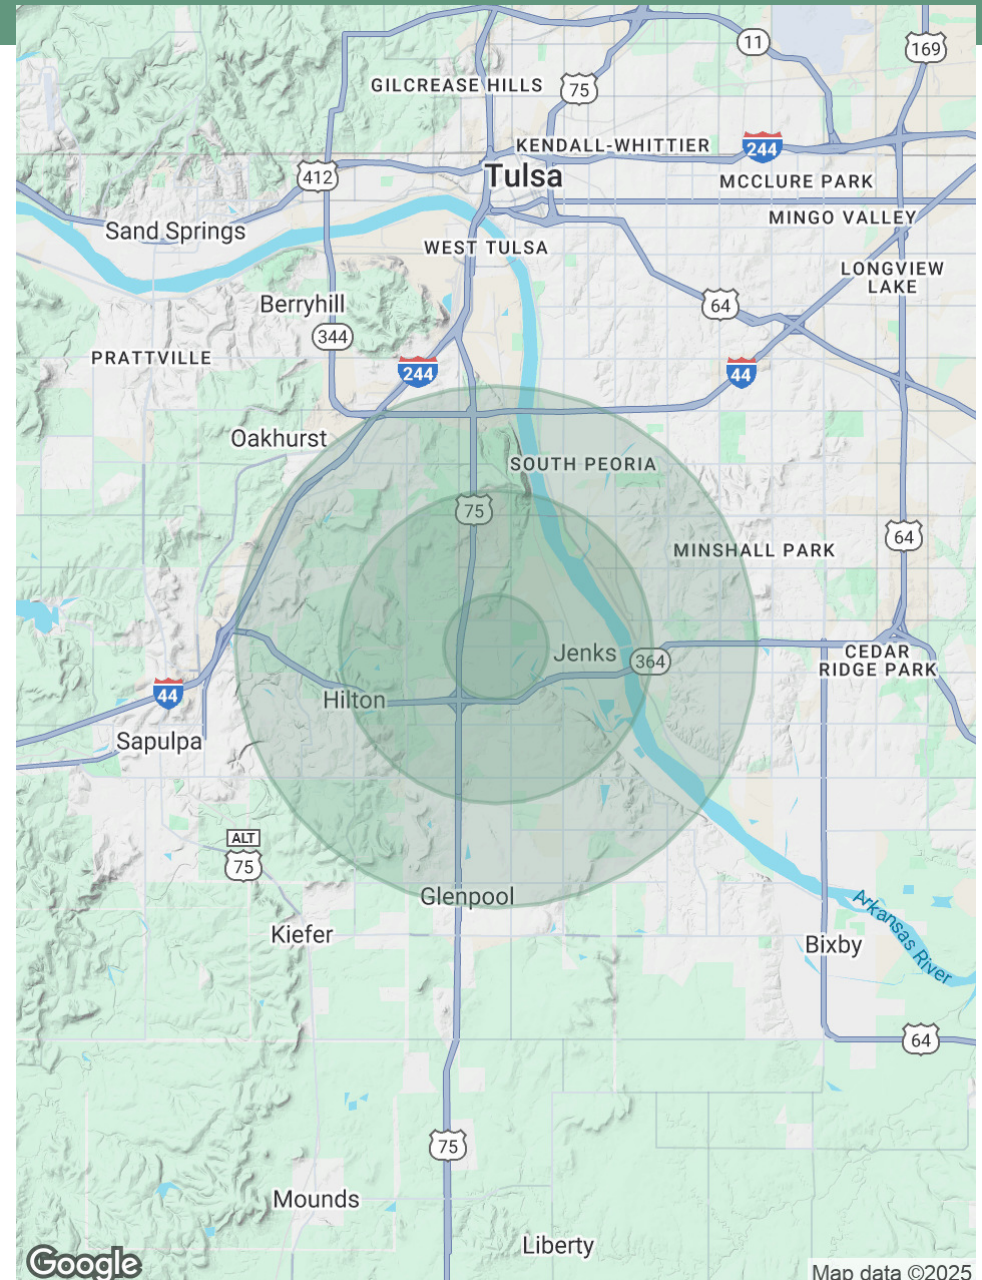 11
169
GILCREASE HILLS
75
KENDALL-WHITTIER
244
412
Tulsa
MCCLURE PARK
MINGO VALLEY
Sand Springs
WEST TULSA
LONGVIEW
LAKE
Berryhill
64
344
PRATTVILLE
244
44
Oakhurst
SOUTH PEORIA
75
64
MINSHALL PARK
Jenks
364
CEDAR
RIDGE PARK
44
Hilton
Sapulpa
ALT
75
Glenpool
Kiefer
Bixby
Arkansas River
64
75
Mounds
Liberty
Google
Map data ©2025